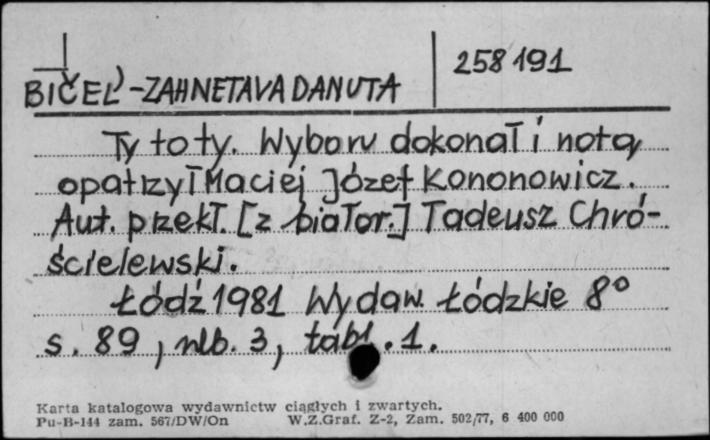 258191
BIČEL'-ZAHNETAVA DANUTA
Ty to ty. Wyboru dokonał i notą
opatrzył Maciej Józef Kononowicz.
Aut. przekł. [z białor.] Tadeusz Chró-
ścielewski.
Łódź 1981 Wydaw. Łódzkie 8°
s. 89, nlb. 3, tabl. 1.
Karta katalogowa wydawnictw ciągłych i zwartych.
Pu-B-144 zam. 567/DW/On W.Z.Graf. Z-2, Zam. 502/77, 6 400 000